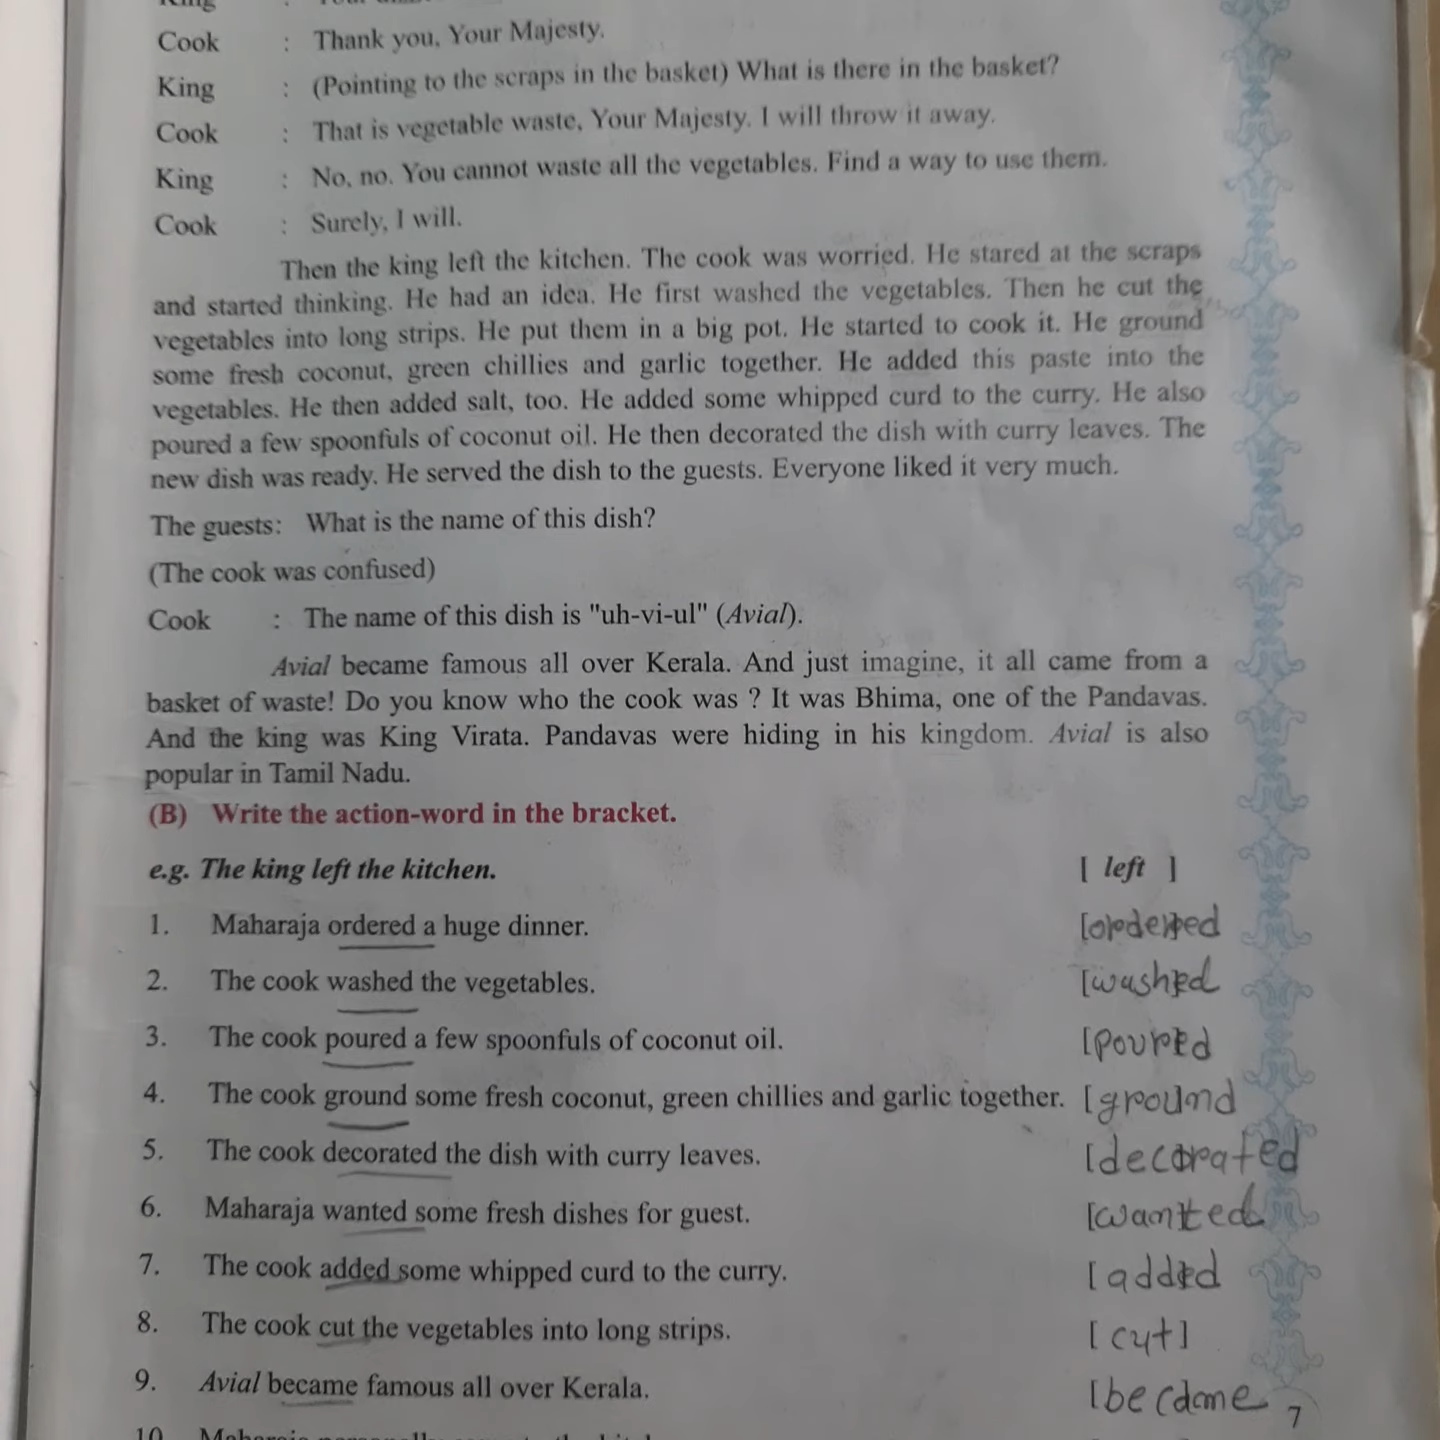 Cook : Thank you, Your Majesty.
King : (Pointing to the scraps in the basket) What is there in the basket?
Cook : That is vegetable waste, Your Majesty. I will throw it away.
King : No, no. You cannot waste all the vegetables. Find a way to use them.
Cook : Surely, I will.
Then the king left the kitchen. The cook was worried. He stared at the scraps
and started thinking. He had an idea. He first washed the vegetables. Then he cut the
vegetables into long strips. He put them in a big pot. He started to cook it. He ground
some fresh coconut, green chillies and garlic together. He added this paste into the
vegetables. He then added salt, too. He added some whipped curd to the curry. He also
poured a few spoonfuls of coconut oil. He then decorated the dish with curry leaves. The
new dish was ready. He served the dish to the guests. Everyone liked it very much.
The guests: What is the name of this dish?
(The cook was confused)
Cook : The name of this dish is "uh-vi-ul" (Avial).
Avial became famous all over Kerala. And just imagine, it all came from a
basket of waste! Do you know who the cook was ? It was Bhima, one of the Pandavas.
And the king was King Virata. Pandavas were hiding in his kingdom. Avial is also
popular in Tamil Nadu.
(B) Write the action-word in the bracket.
e.g. The king left the kitchen. [ left ]
1. Maharaja ordered a huge dinner. [ordered
2. The cook washed the vegetables. [washed
3. The cook poured a few spoonfuls of coconut oil. [poured
4. The cook ground some fresh coconut, green chillies and garlic together. [ground
5. The cook decorated the dish with curry leaves. [decorated
6. Maharaja wanted some fresh dishes for guest. [wanted
7. The cook added some whipped curd to the curry. [added
8. The cook cut the vegetables into long strips. [cut]
9. Avial became famous all over Kerala. [became
7